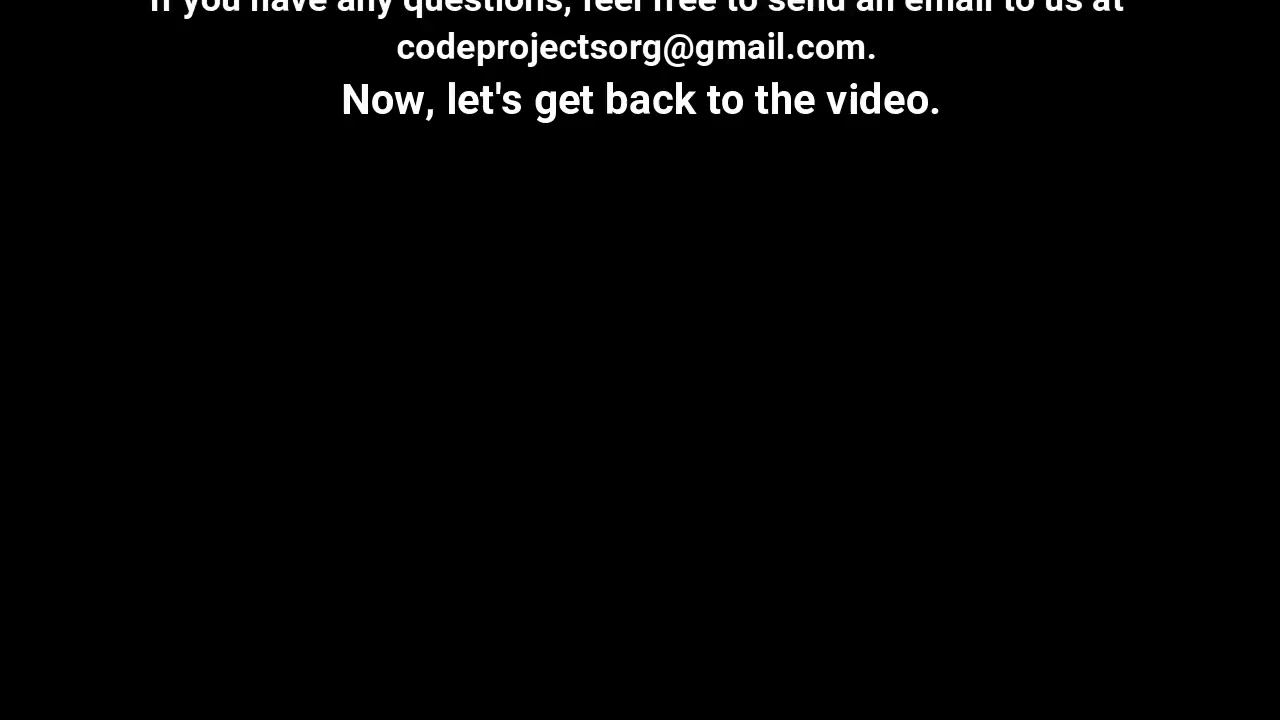 If you have any questions, feel free to send an email to us at
codeprojectsorg@gmail.com.
Now, let's get back to the video.